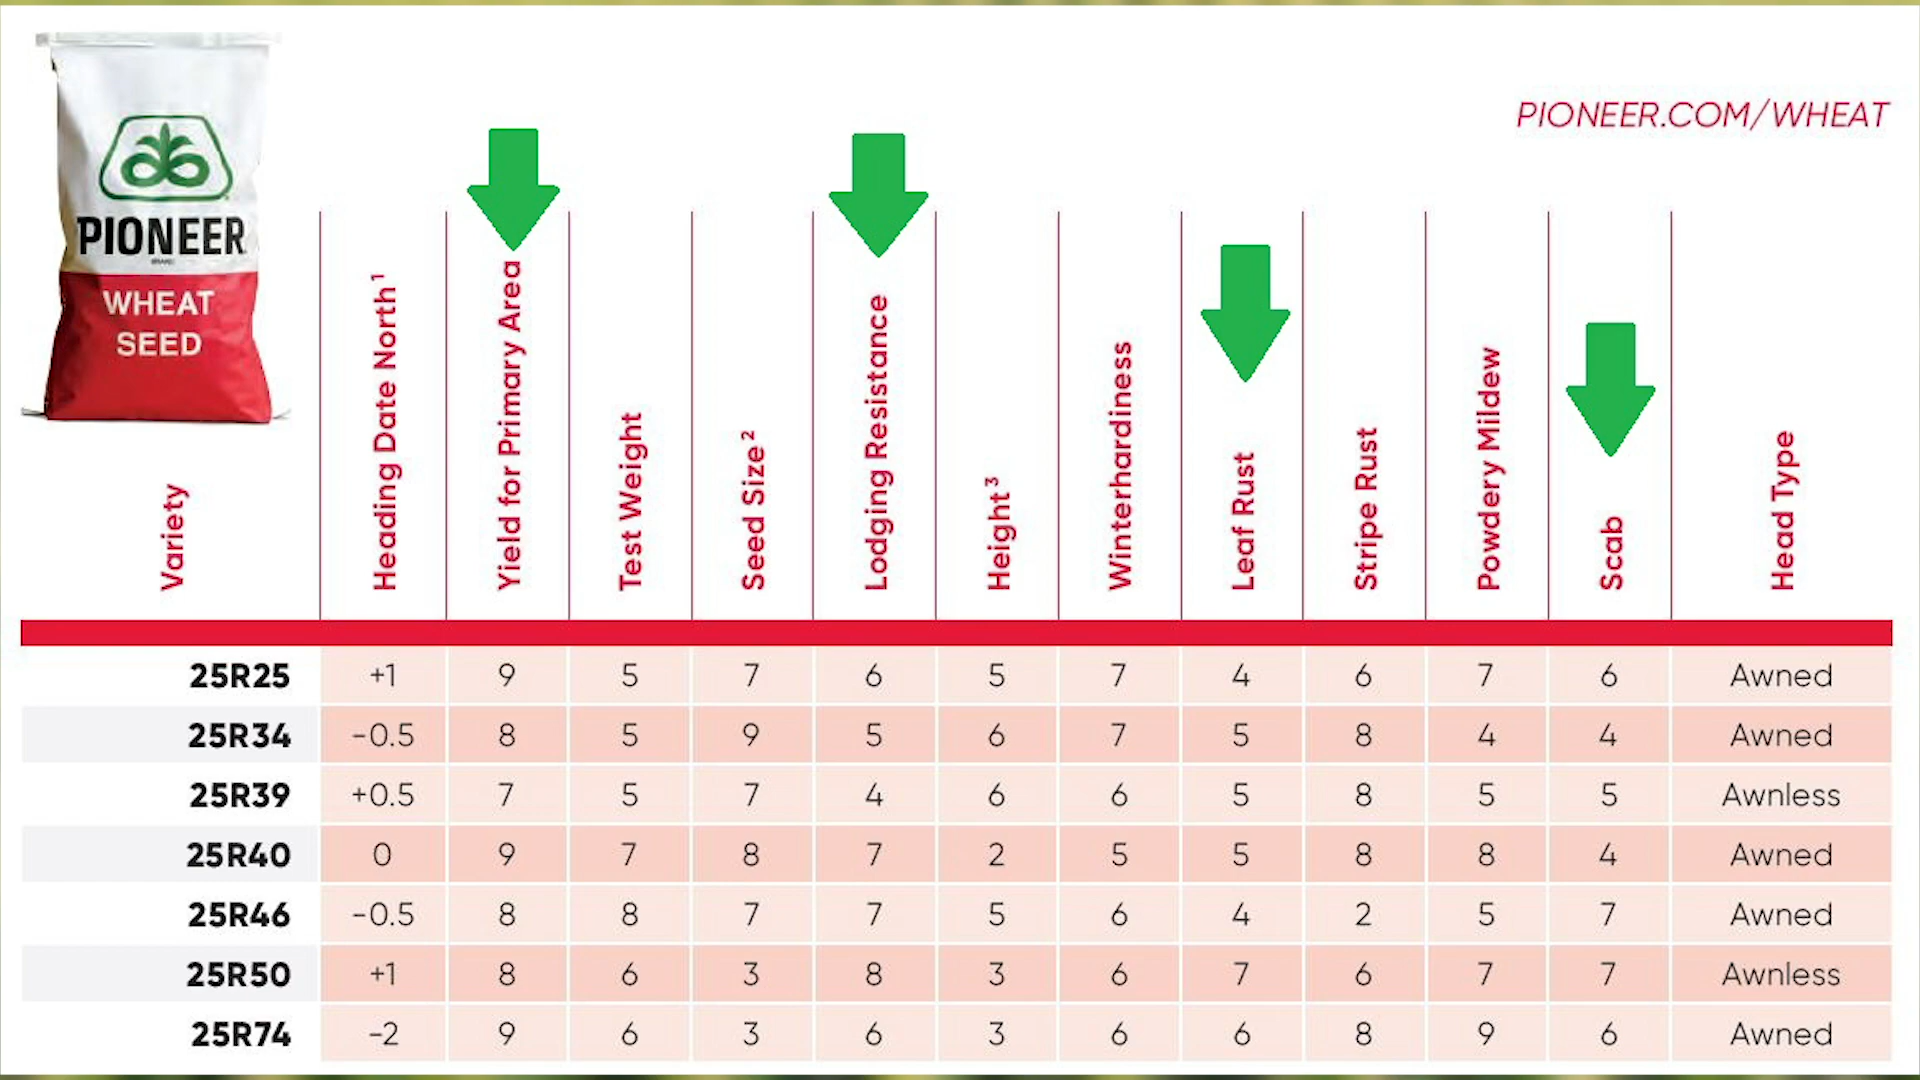 PIONEER
BRAND
WHEAT
SEED
PIONEER.COM/WHEAT
Variety
Heading Date North¹
Yield for Primary Area
Test Weight
Seed Size²
Lodging Resistance
Height³
Winterhardiness
Leaf Rust
Stripe Rust
Powdery Mildew
Scab
Head Type
25R25 +1 9 5 7 6 5 7 4 6 7 6 Awned
25R34 -0.5 8 5 9 5 6 7 5 8 4 4 Awned
25R39 +0.5 7 5 7 4 6 6 5 8 5 5 Awnless
25R40 0 9 7 8 7 2 5 5 8 8 4 Awned
25R46 -0.5 8 8 7 7 5 6 4 2 5 7 Awned
25R50 +1 8 6 3 8 3 6 7 6 7 7 Awnless
25R74 -2 9 6 3 6 3 6 6 8 9 6 Awned